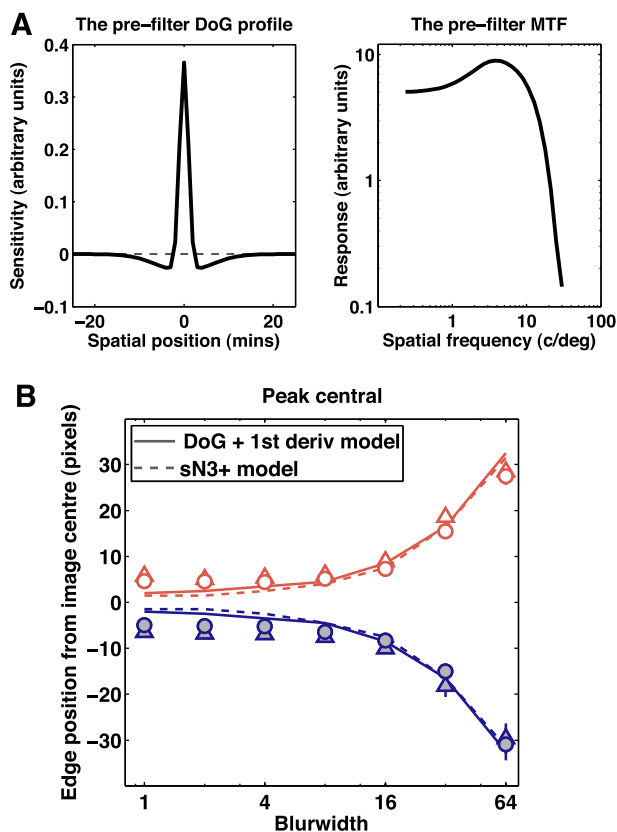 A
The pre−filter DoG profile
The pre−filter MTF
Sensitivity (arbitrary units)
0.4
0.3
0.2
0.1
0
−0.1
−20
0
20
Spatial position (mins)
Response (arbitrary units)
10
1
0.1
1
10
100
Spatial frequency (c/deg)
B
Peak central
DoG + 1st deriv model
sN3+ model
Edge position from image centre (pixels)
30
20
10
0
−10
−20
−30
1
4
16
64
Blurwidth